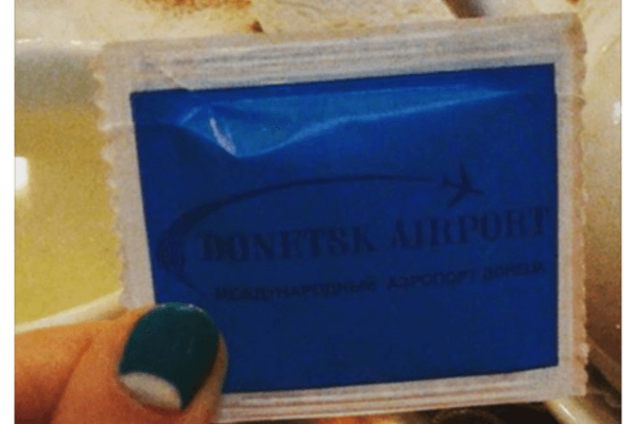 DONETSK AIRPORT
МЕЖДУНАРОДНЫЙ АЭРОПОРТ ДОНЕЦК